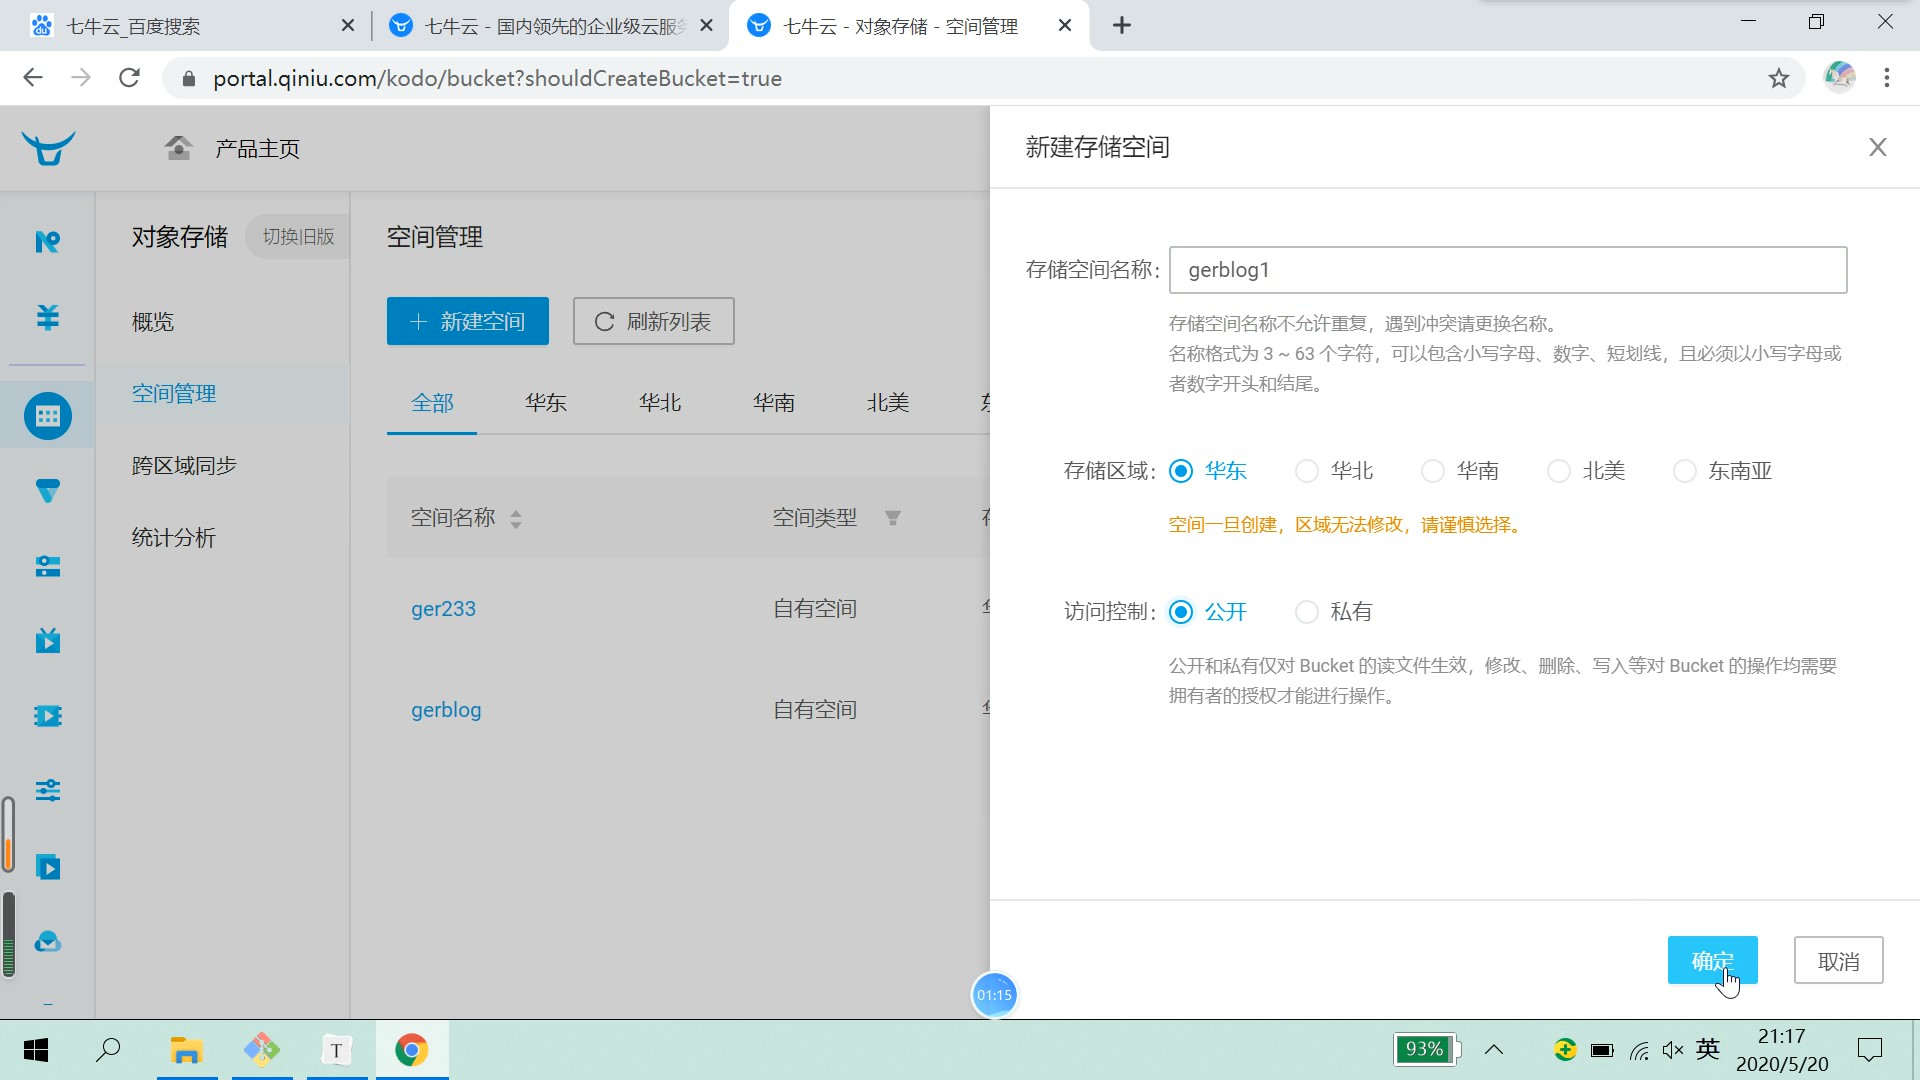 七牛云_百度搜索
七牛云 - 国内领先的企业级云服务
七牛云 - 对象存储 - 空间管理
portal.qiniu.com/kodo/bucket?shouldCreateBucket=true
产品主页
新建存储空间
对象存储
切换旧版
空间管理
存储空间名称:
gerblog1
新建空间
刷新列表
存储空间名称不允许重复，遇到冲突请更换名称。
名称格式为 3 ~ 63 个字符，可以包含小写字母、数字、短划线，且必须以小写字母或
者数字开头和结尾。
概览
空间管理
跨区域同步
统计分析
全部
华东
华北
华南
北美
存储区域:
华东
华北
华南
北美
东南亚
空间一旦创建，区域无法修改，请谨慎选择。
空间名称
空间类型
ger233
自有空间
gerblog
自有空间
访问控制:
公开
私有
公开和私有仅对 Bucket 的读文件生效，修改、删除、写入等对 Bucket 的操作均需要
拥有者的授权才能进行操作。
确定
取消
01:15
T
93%
英
21:17
2020/5/20